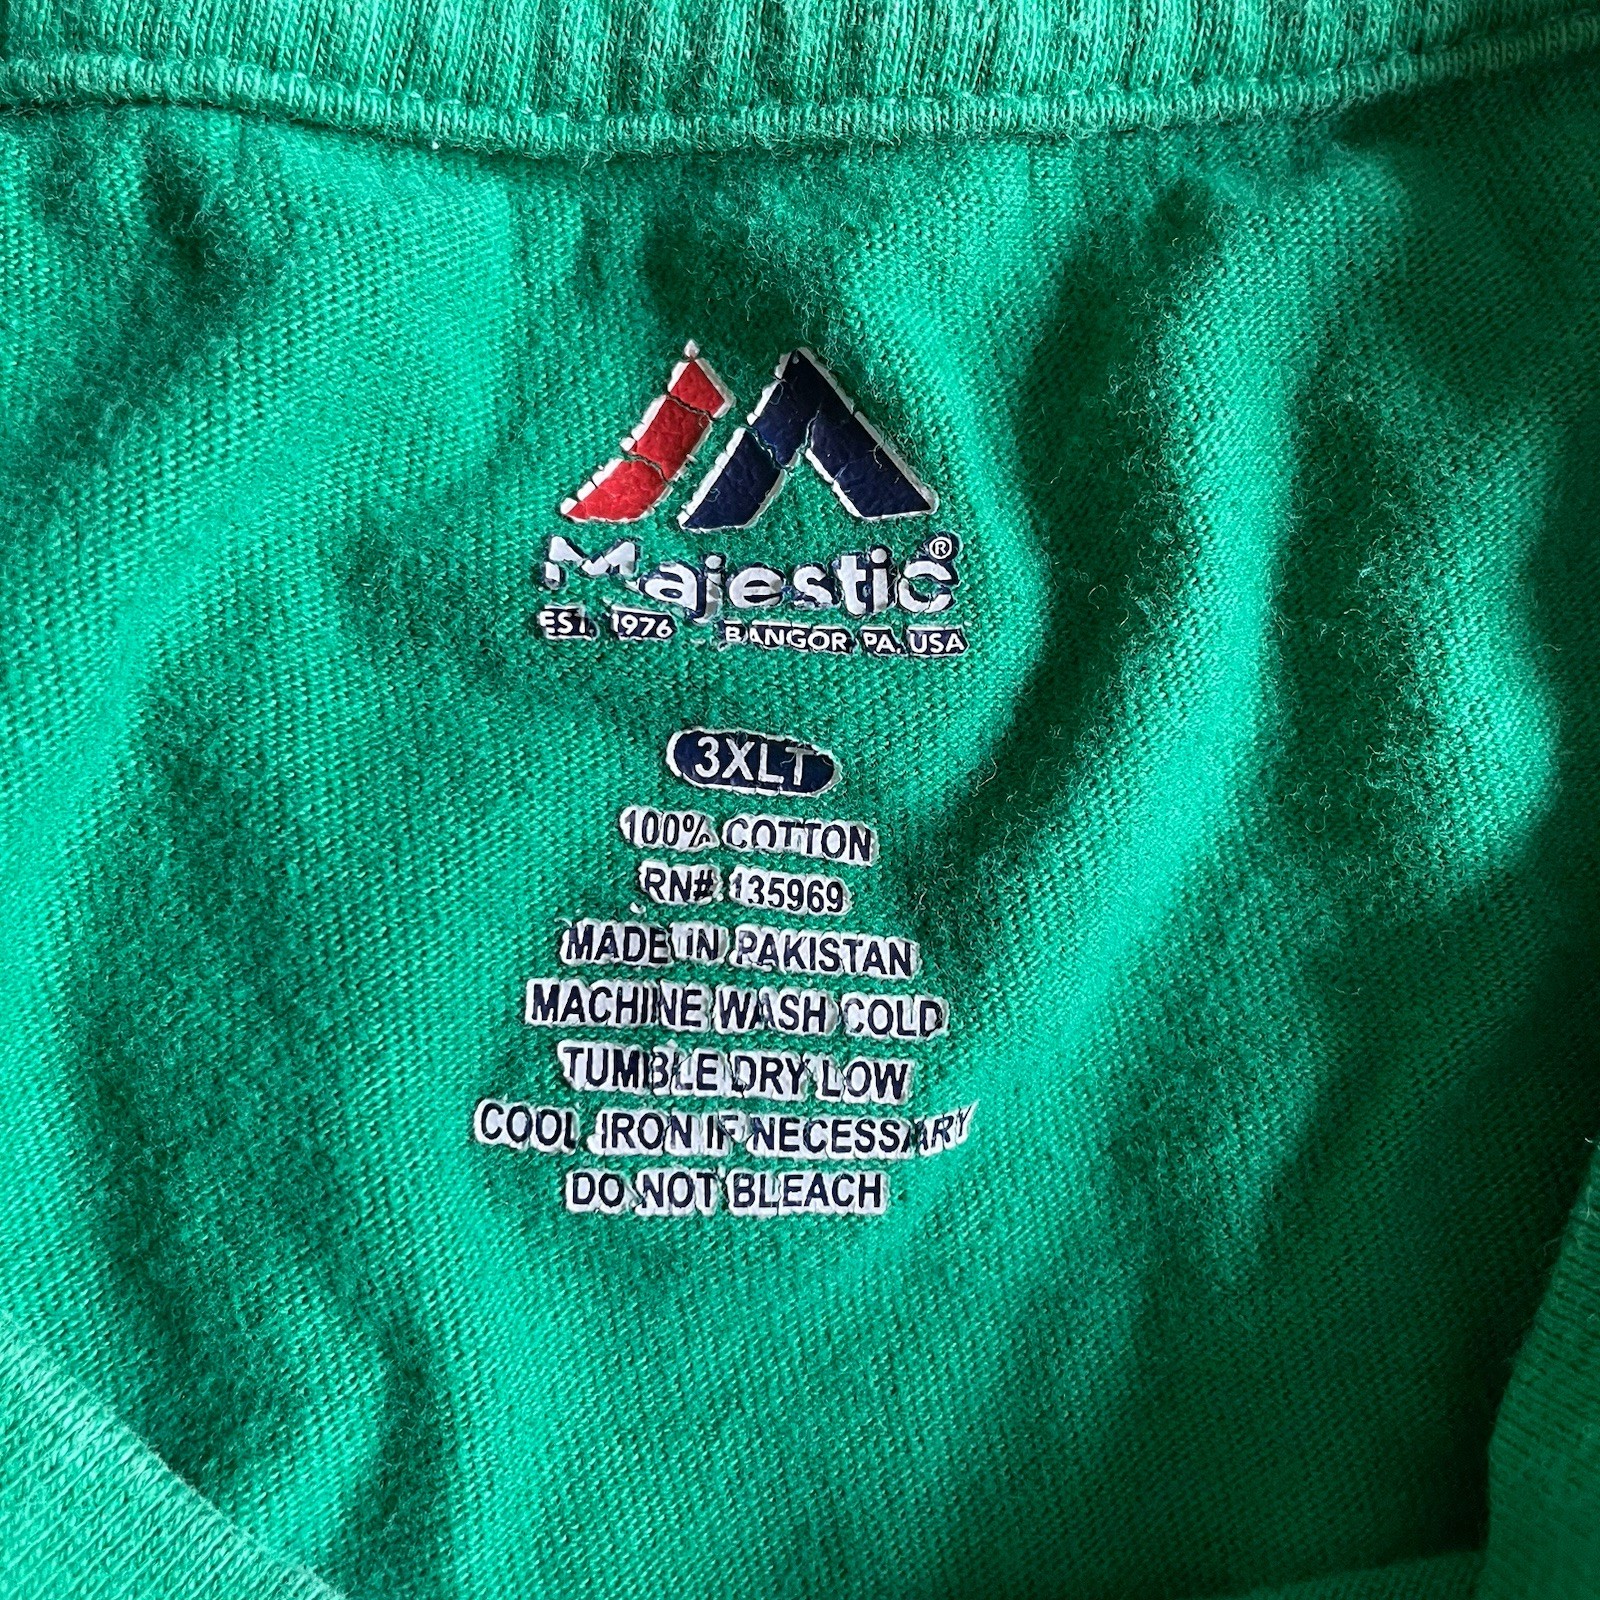 Majestic®
EST. 1976 BANGOR, PA. USA
3XLT
100% COTTON
RN# 135969
MADE IN PAKISTAN
MACHINE WASH COLD
TUMBLE DRY LOW
COOL IRON IF NECESSARY
DO NOT BLEACH